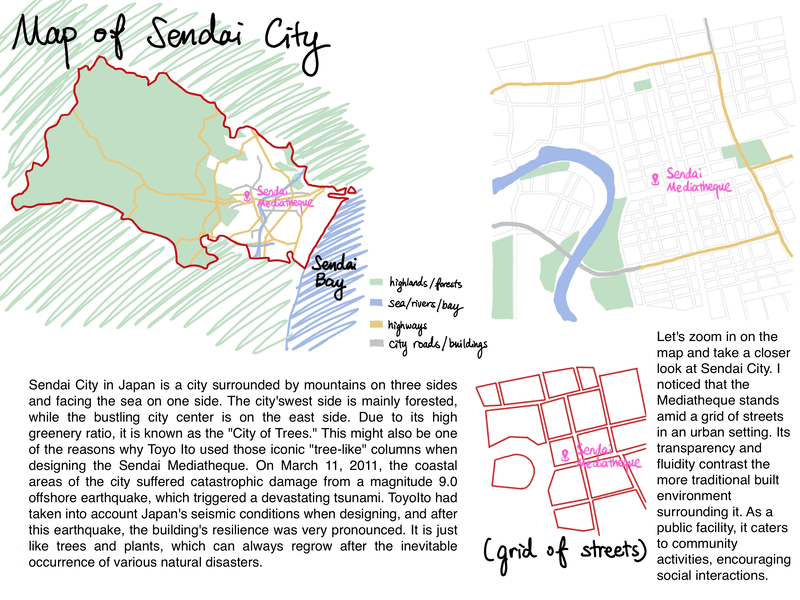 Map of Sendai City
Sendai
Mediatheque
Sendai
Bay
highlands/forests
sea/rivers/bay
highways
City roads/buildings
Sendai
Mediatheque
Sendai City in Japan is a city surrounded by mountains on three sides
and facing the sea on one side. The city'swest side is mainly forested,
while the bustling city center is on the east side. Due to its high
greenery ratio, it is known as the "City of Trees." This might also be one
of the reasons why Toyo Ito used those iconic "tree-like" columns when
designing the Sendai Mediatheque. On March 11, 2011, the coastal
areas of the city suffered catastrophic damage from a magnitude 9.0
offshore earthquake, which triggered a devastating tsunami. ToyoIto had
taken into account Japan's seismic conditions when designing, and after
this earthquake, the building's resilience was very pronounced. It is just
like trees and plants, which can always regrow after the inevitable
occurrence of various natural disasters.
Sendai
Mediatheque
(grid of streets)
Let's zoom in on the
map and take a closer
look at Sendai City. I
noticed that the
Mediatheque stands
amid a grid of streets
in an urban setting. Its
transparency and
fluidity contrast the
more traditional built
environment
surrounding it. As a
public facility, it caters
to community
activities, encouraging
social interactions.